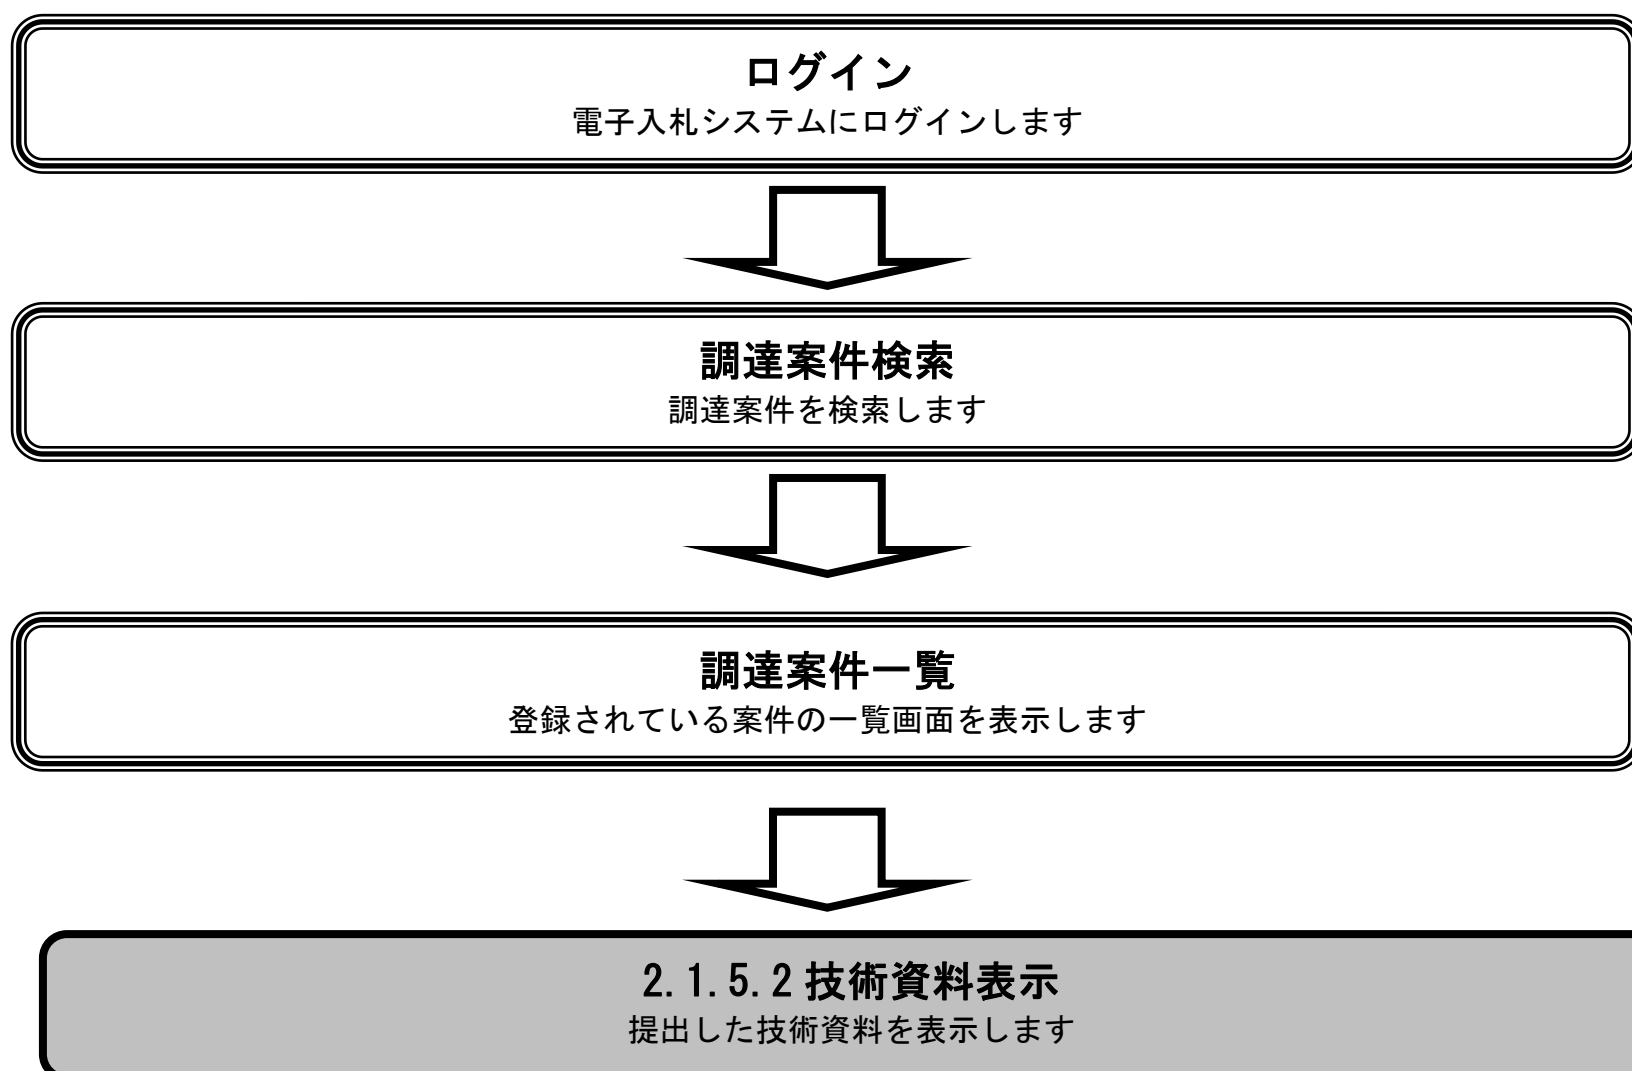 ログイン
電子入札システムにログインします
調達案件検索
調達案件を検索します
調達案件一覧
登録されている案件の一覧画面を表示します
2.1.5.2 技術資料表示
提出した技術資料を表示します